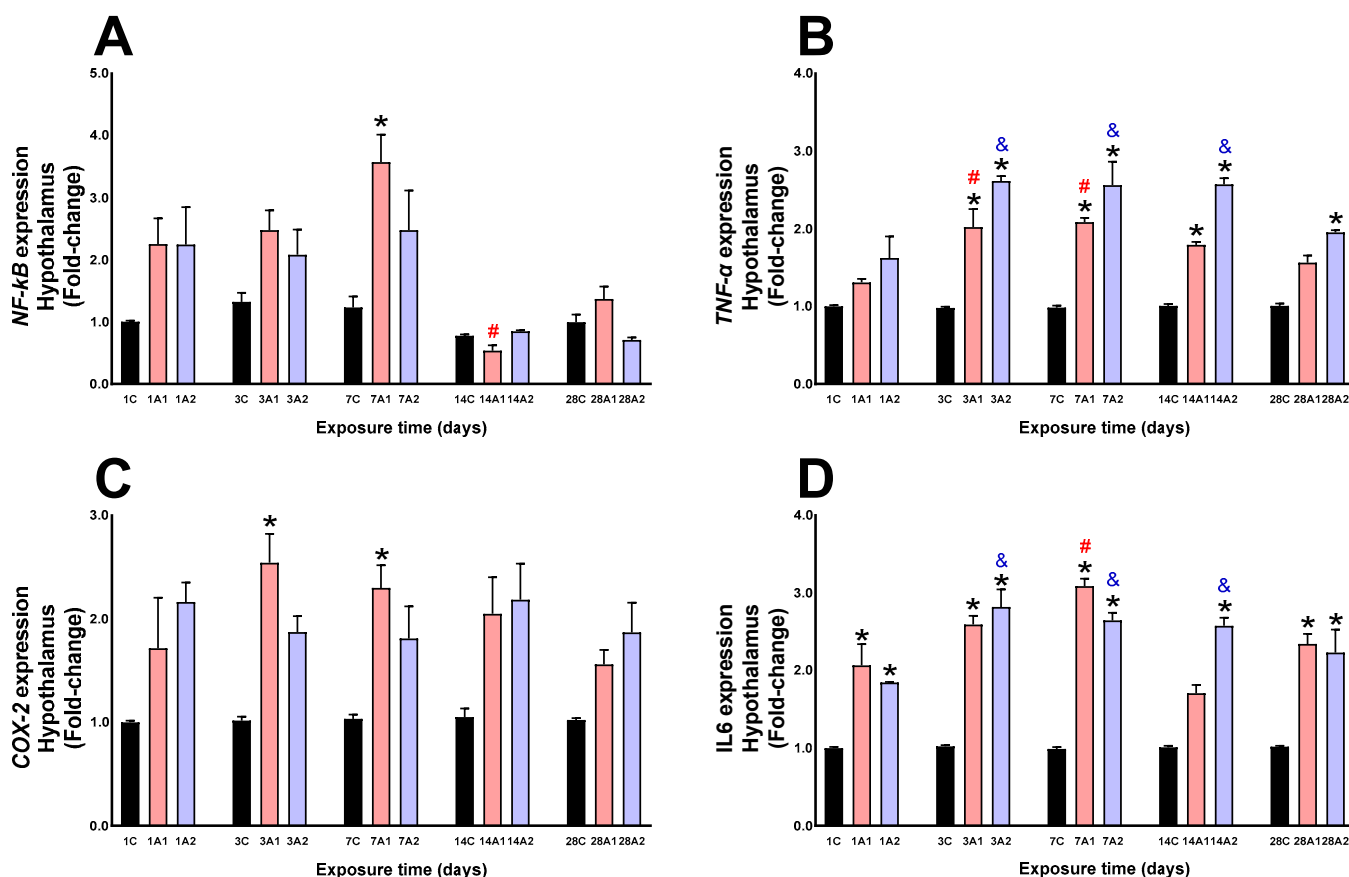 A
NF-kB expression
Hypothalamus
(Fold-change)
5.0
4.0
3.0
2.0
1.0
0.0
*
#
1C 1A1 1A2 3C 3A1 3A2 7C 7A1 7A2 14C 14A1 14A2 28C 28A1 28A2
Exposure time (days)
B
TNF-α expression
Hypothalamus
(Fold-change)
4.0
3.0
2.0
1.0
0.0
& & &
# * # * * *
* * *
1C 1A1 1A2 3C 3A1 3A2 7C 7A1 7A2 14C 14A1 14A2 28C 28A1 28A2
Exposure time (days)
C
COX-2 expression
Hypothalamus
(Fold-change)
3.0
2.0
1.0
0.0
* *
1C 1A1 1A2 3C 3A1 3A2 7C 7A1 7A2 14C 14A1 14A2 28C 28A1 28A2
Exposure time (days)
D
IL6 expression
Hypothalamus
(Fold-change)
4.0
3.0
2.0
1.0
0.0
#
& * & &
* * * * * *
* *
1C 1A1 1A2 3C 3A1 3A2 7C 7A1 7A2 14C 14A1 14A2 28C 28A1 28A2
Exposure time (days)